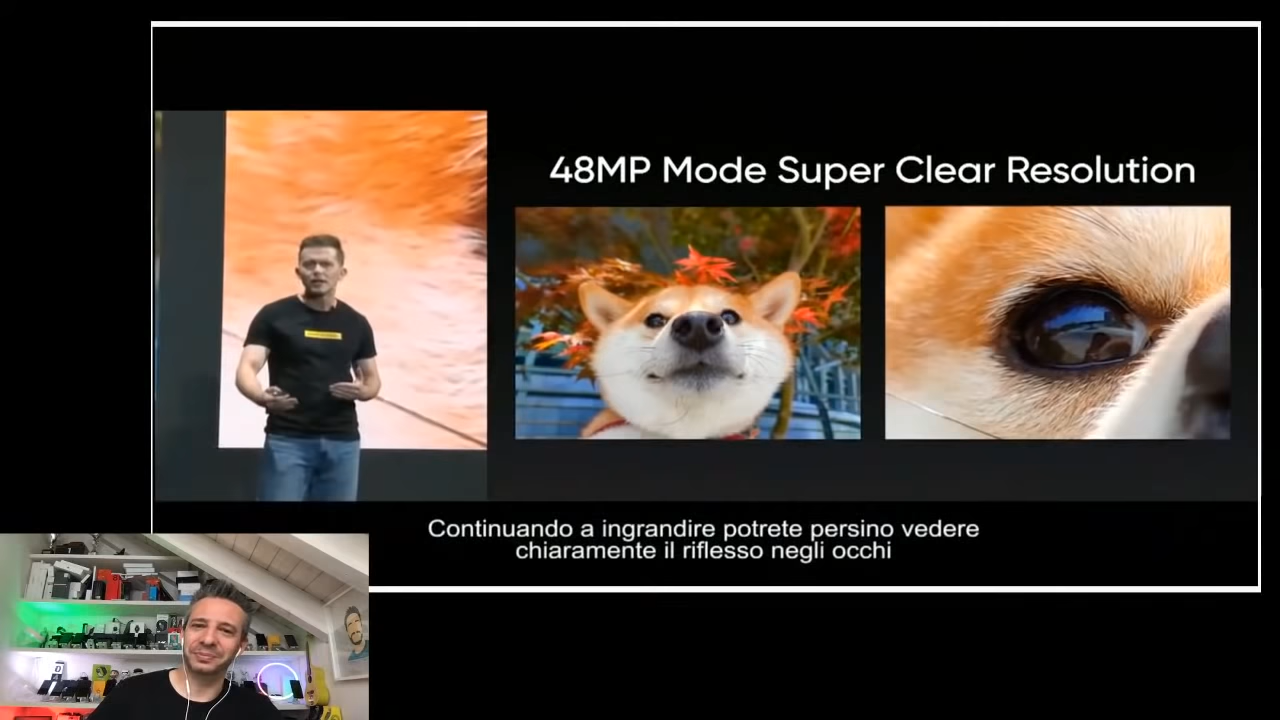 48MP Mode Super Clear Resolution
Continuando a ingrandire potrete persino vedere
chiaramente il riflesso negli occhi